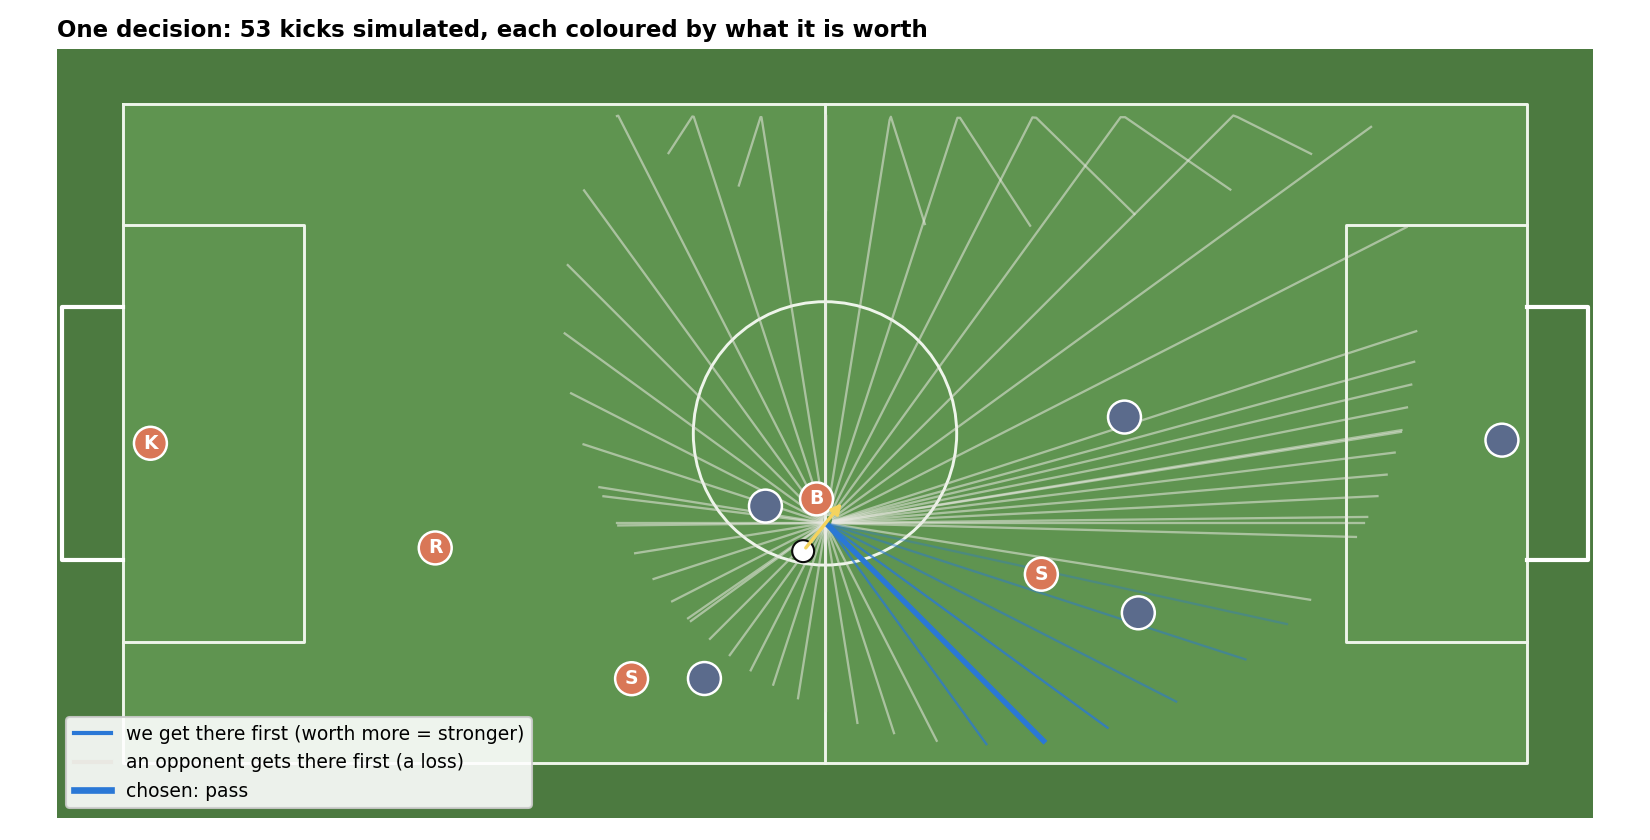 One decision: 53 kicks simulated, each coloured by what it is worth
K
B
R
S
S
we get there first (worth more = stronger)
an opponent gets there first (a loss)
chosen: pass